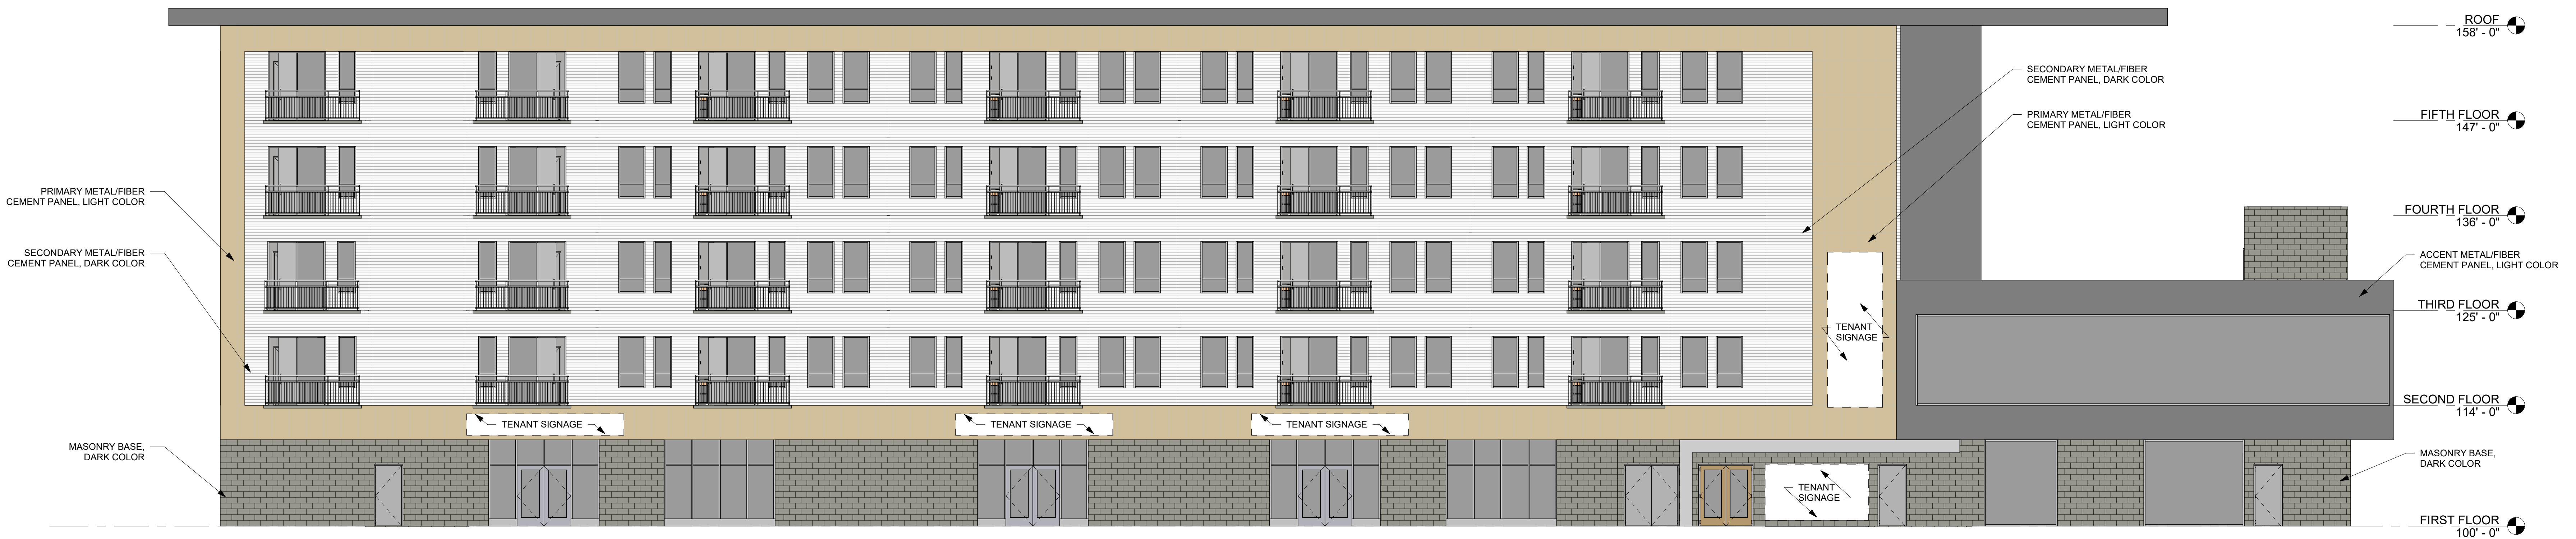 ROOF
158' - 0"
SECONDARY METAL/FIBER
CEMENT PANEL, DARK COLOR
PRIMARY METAL/FIBER
CEMENT PANEL, LIGHT COLOR
FIFTH FLOOR
147' - 0"
PRIMARY METAL/FIBER
CEMENT PANEL, LIGHT COLOR
FOURTH FLOOR
136' - 0"
SECONDARY METAL/FIBER
CEMENT PANEL, DARK COLOR
ACCENT METAL/FIBER
CEMENT PANEL, LIGHT COLOR
THIRD FLOOR
125' - 0"
TENANT
SIGNAGE
SECOND FLOOR
114' - 0"
TENANT SIGNAGE
TENANT SIGNAGE
TENANT SIGNAGE
MASONRY BASE,
DARK COLOR
MASONRY BASE,
DARK COLOR
TENANT
SIGNAGE
FIRST FLOOR
100' - 0"